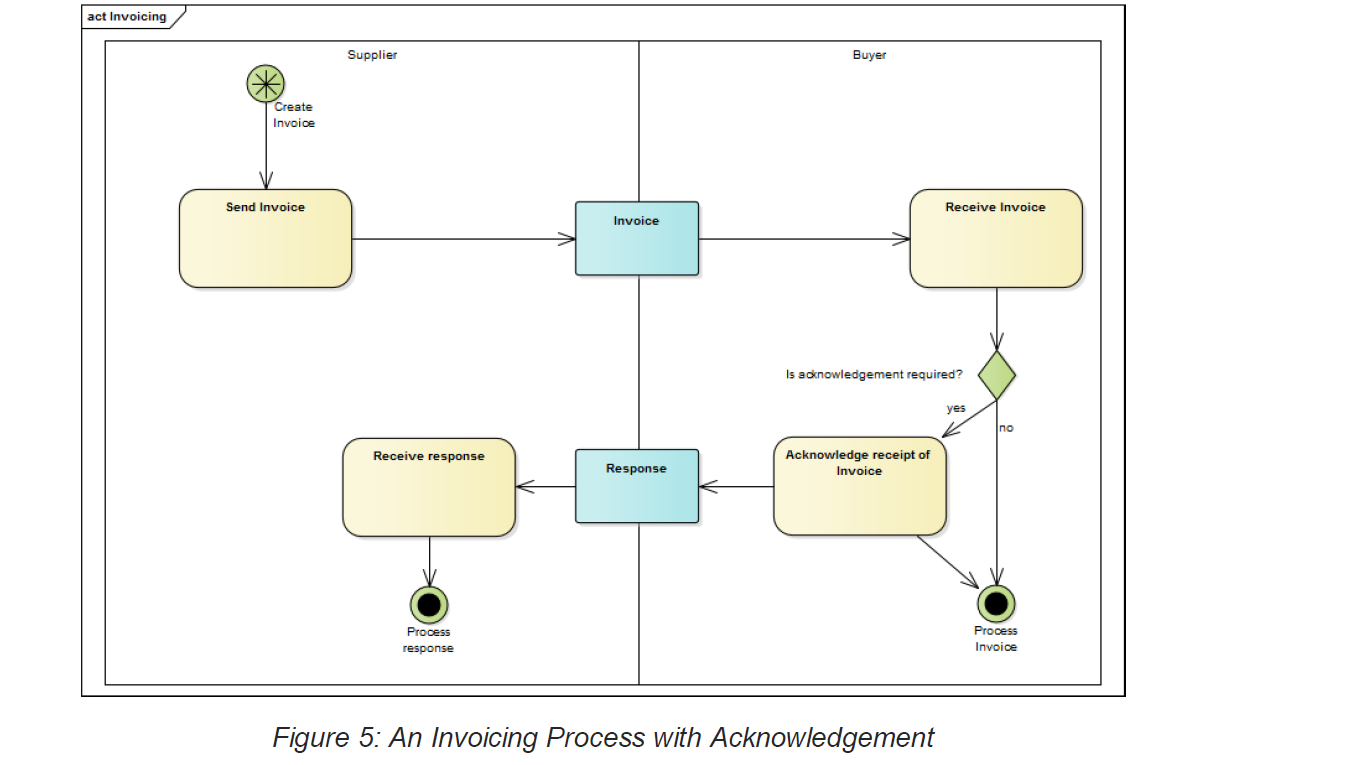 act Invoicing
Supplier
Buyer
Create
Invoice
Send Invoice
Invoice
Receive Invoice
Is acknowledgement required?
yes
no
Receive response
Response
Acknowledge receipt of
Invoice
Process
response
Process
Invoice
Figure 5: An Invoicing Process with Acknowledgement